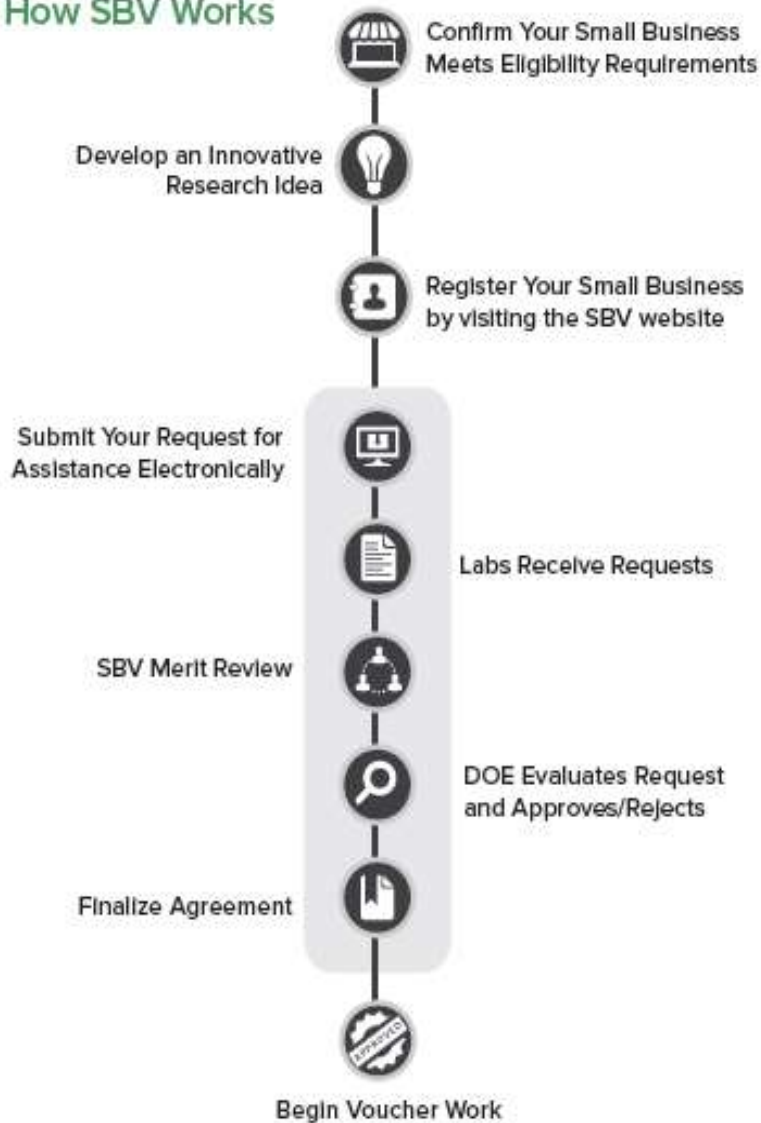 How SBV Works
Confirm Your Small Business
Meets Eligibility Requirements
Develop an Innovative
Research Idea
Register Your Small Business
by visiting the SBV website
Submit Your Request for
Assistance Electronically
Labs Receive Requests
SBV Merit Review
DOE Evaluates Request
and Approves/Rejects
Finalize Agreement
APPROVED
Begin Voucher Work